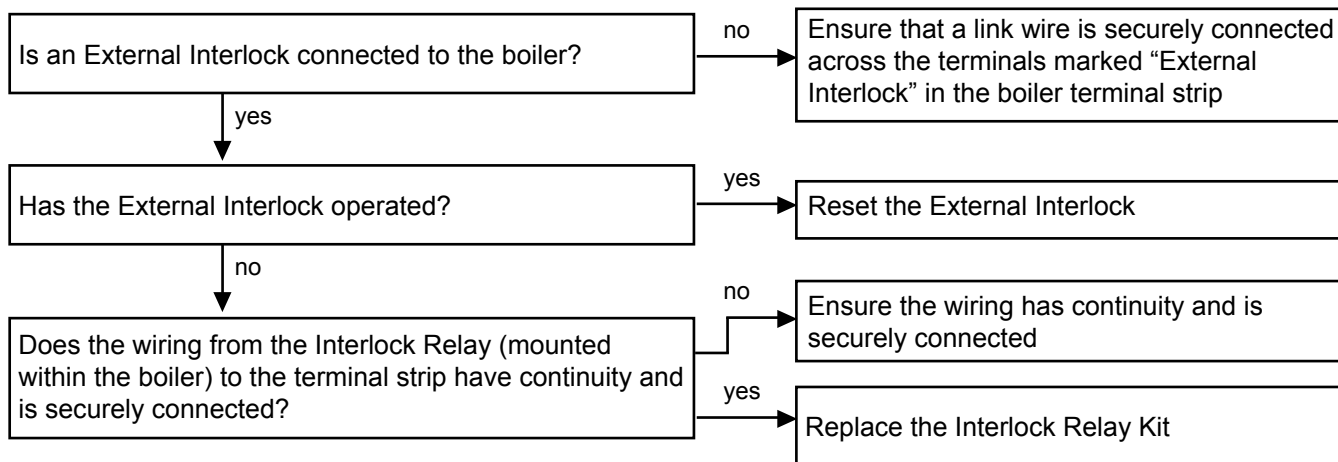 Is an External Interlock connected to the boiler?
no
Ensure that a link wire is securely connected
across the terminals marked “External
Interlock” in the boiler terminal strip
yes
Has the External Interlock operated?
yes
Reset the External Interlock
no
Does the wiring from the Interlock Relay (mounted
within the boiler) to the terminal strip have continuity and
is securely connected?
no
Ensure the wiring has continuity and is
securely connected
yes
Replace the Interlock Relay Kit